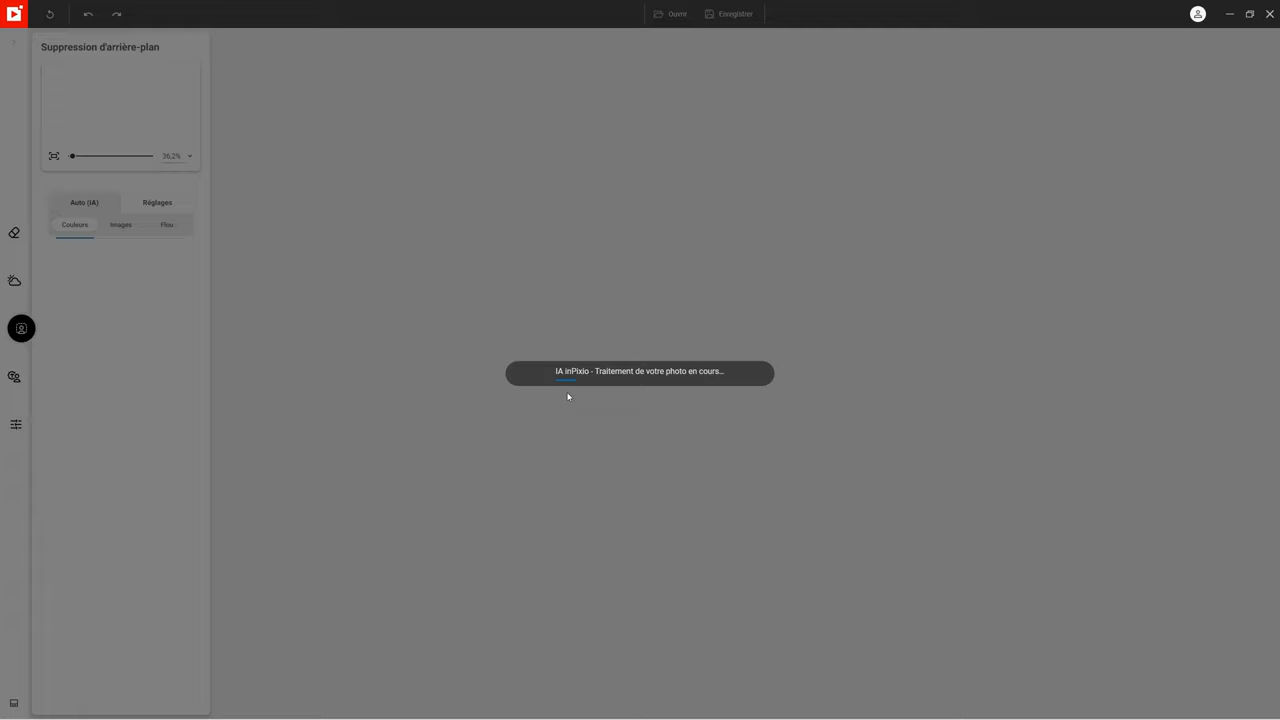 Ouvrir
Enregistrer
Suppression d'arrière-plan
36,2%
Auto (IA)
Réglages
Couleurs
Images
Flou
IA inPixio - Traitement de votre photo en cours...